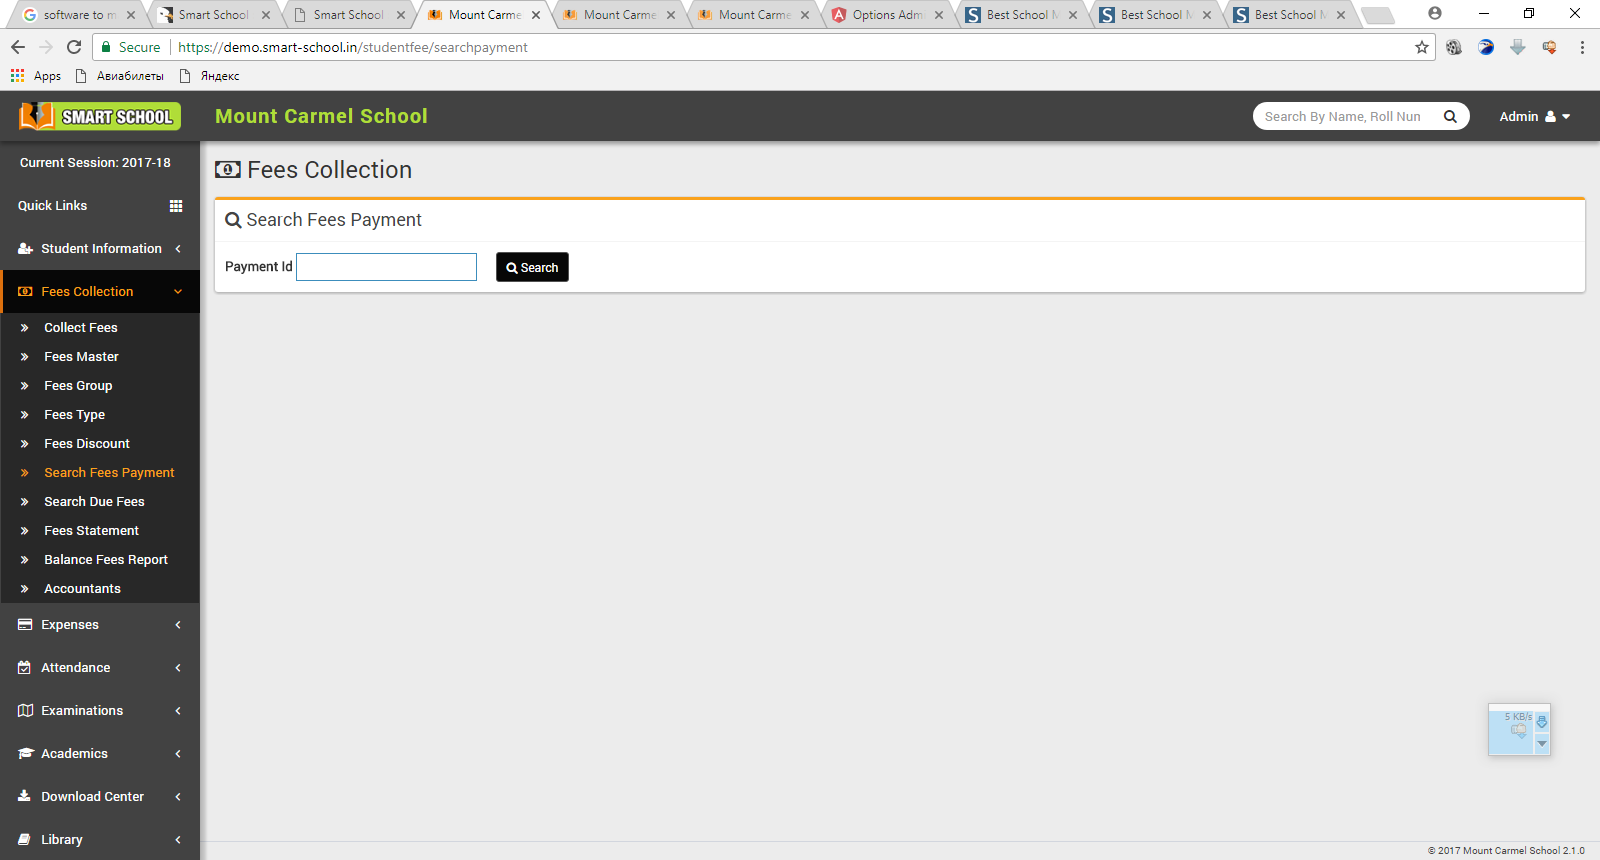 software to m
Smart School
Smart School
Mount Carme
Mount Carme
Mount Carme
Options Adm
Best School M
Best School M
Best School M
Secure https://demo.smart-school.in/studentfee/searchpayment
Apps Авиабилеты Яндекс
SMART SCHOOL
Mount Carmel School
Search By Name, Roll Num
Admin
Current Session: 2017-18
Quick Links
Student Information
Fees Collection
Collect Fees
Fees Master
Fees Group
Fees Type
Fees Discount
Search Fees Payment
Search Due Fees
Fees Statement
Balance Fees Report
Accountants
Expenses
Attendance
Examinations
Academics
Download Center
Library
Fees Collection
Search Fees Payment
Payment Id
Search
5 KB/s
© 2017 Mount Carmel School 2.1.0